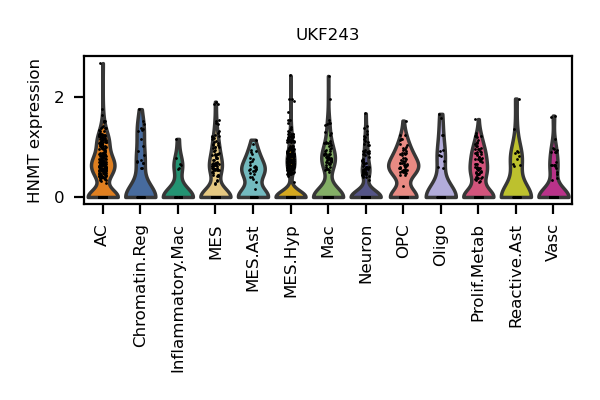 UKF243
HNMT expression
2
0
AC
Chromatin.Reg
Inflammatory.Mac
MES
MES.Ast
MES.Hyp
Mac
Neuron
OPC
Oligo
Prolif.Metab
Reactive.Ast
Vasc